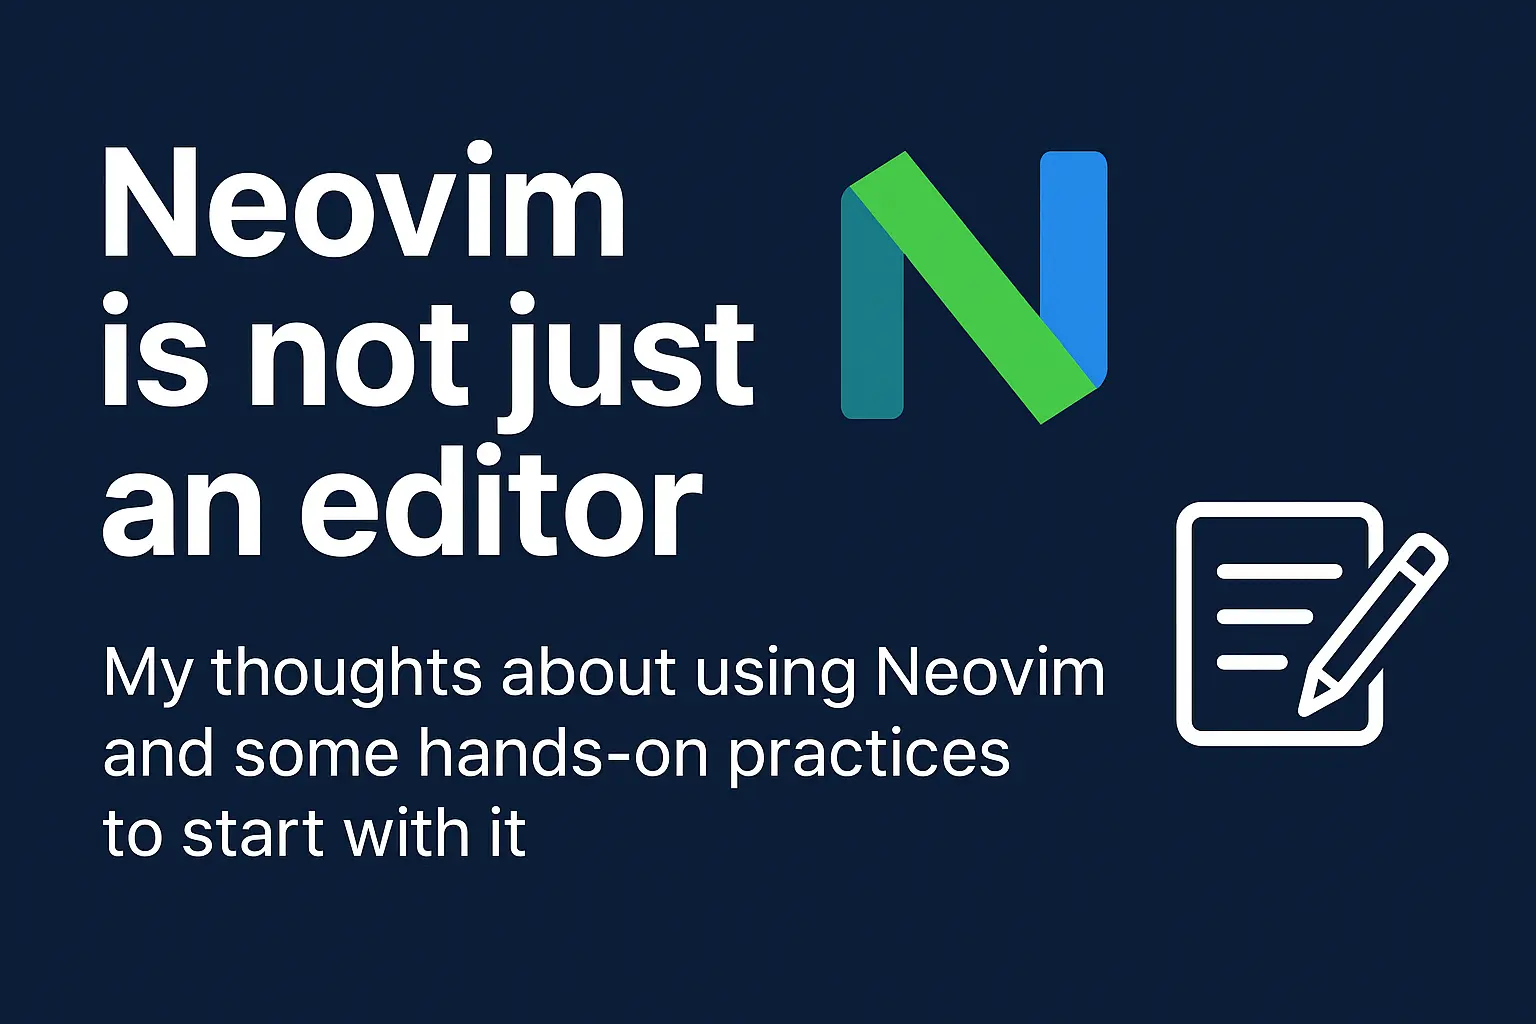 Neovim
is not just
an editor
My thoughts about using Neovim
and some hands-on practices
to start with it